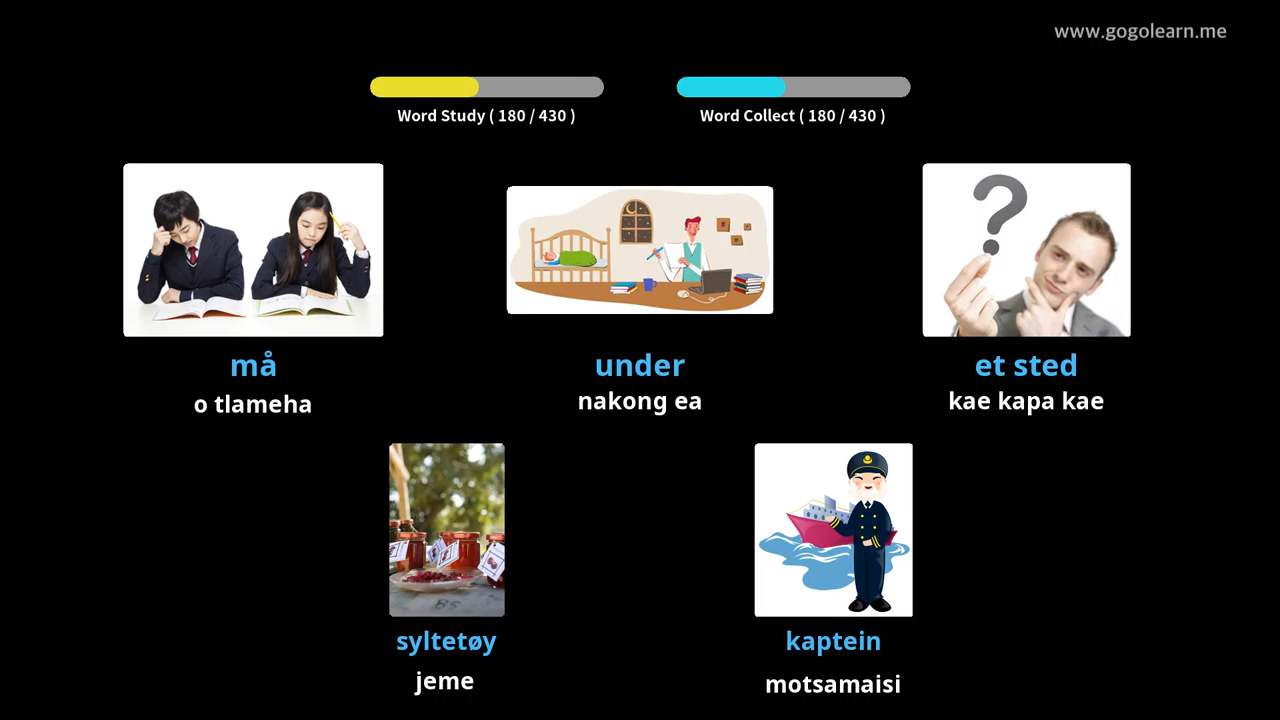 www.gogolearn.me
Word Study ( 180 / 430 )
Word Collect ( 180 / 430 )
må
o tlameha
under
nakong ea
et sted
kae kapa kae
syltetøy
jeme
kaptein
motsamaisi